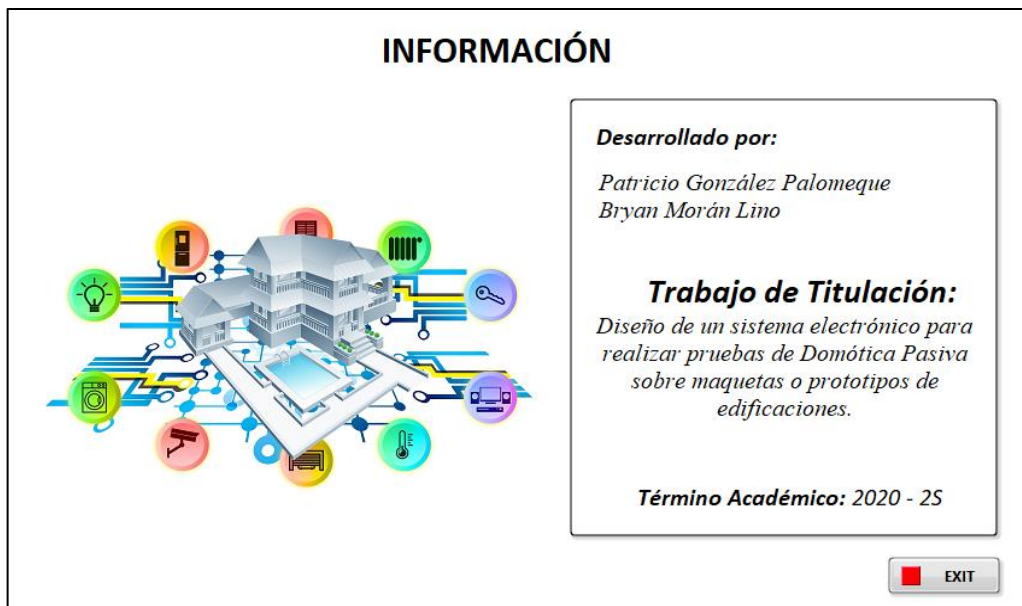 INFORMACIÓN
Desarrollado por:
Patricio González Palomeque
Bryan Morán Lino
Trabajo de Titulación:
Diseño de un sistema electrónico para
realizar pruebas de Domótica Pasiva
sobre maquetas o prototipos de
edificaciones.
Término Académico: 2020 - 2S
EXIT